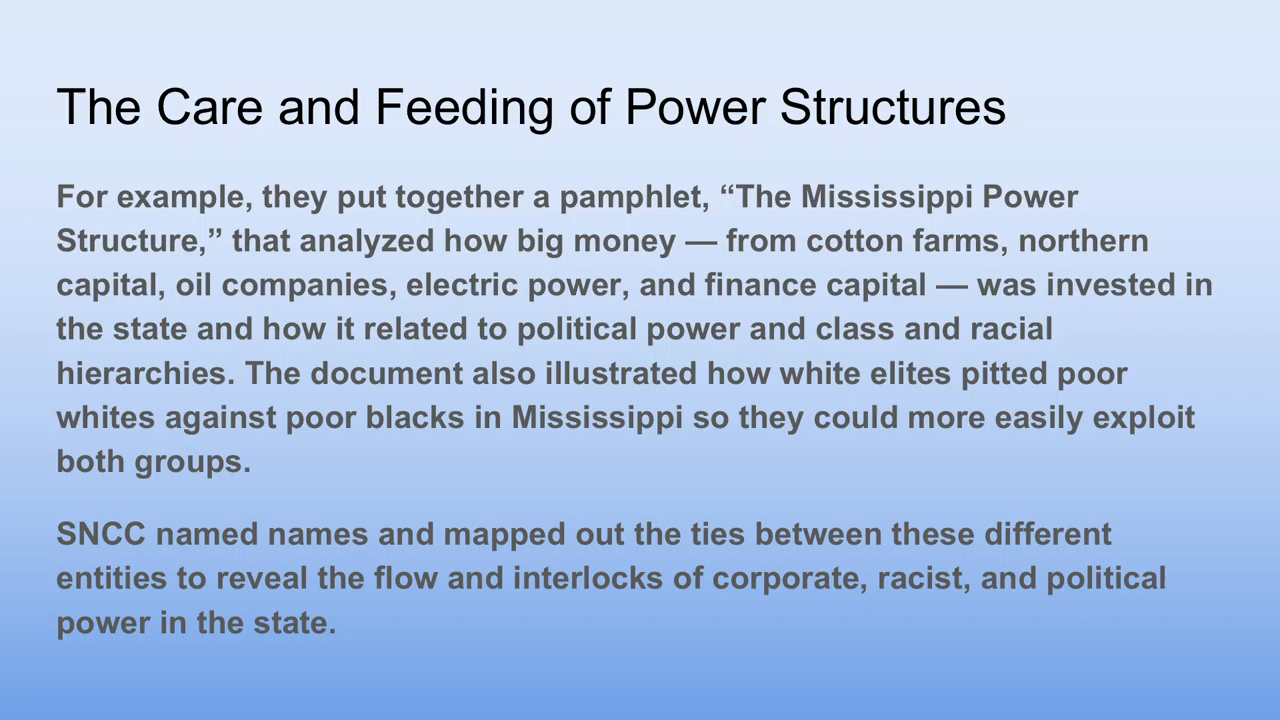 The Care and Feeding of Power Structures
For example, they put together a pamphlet, “The Mississippi Power
Structure,” that analyzed how big money — from cotton farms, northern
capital, oil companies, electric power, and finance capital — was invested in
the state and how it related to political power and class and racial
hierarchies. The document also illustrated how white elites pitted poor
whites against poor blacks in Mississippi so they could more easily exploit
both groups.
SNCC named names and mapped out the ties between these different
entities to reveal the flow and interlocks of corporate, racist, and political
power in the state.